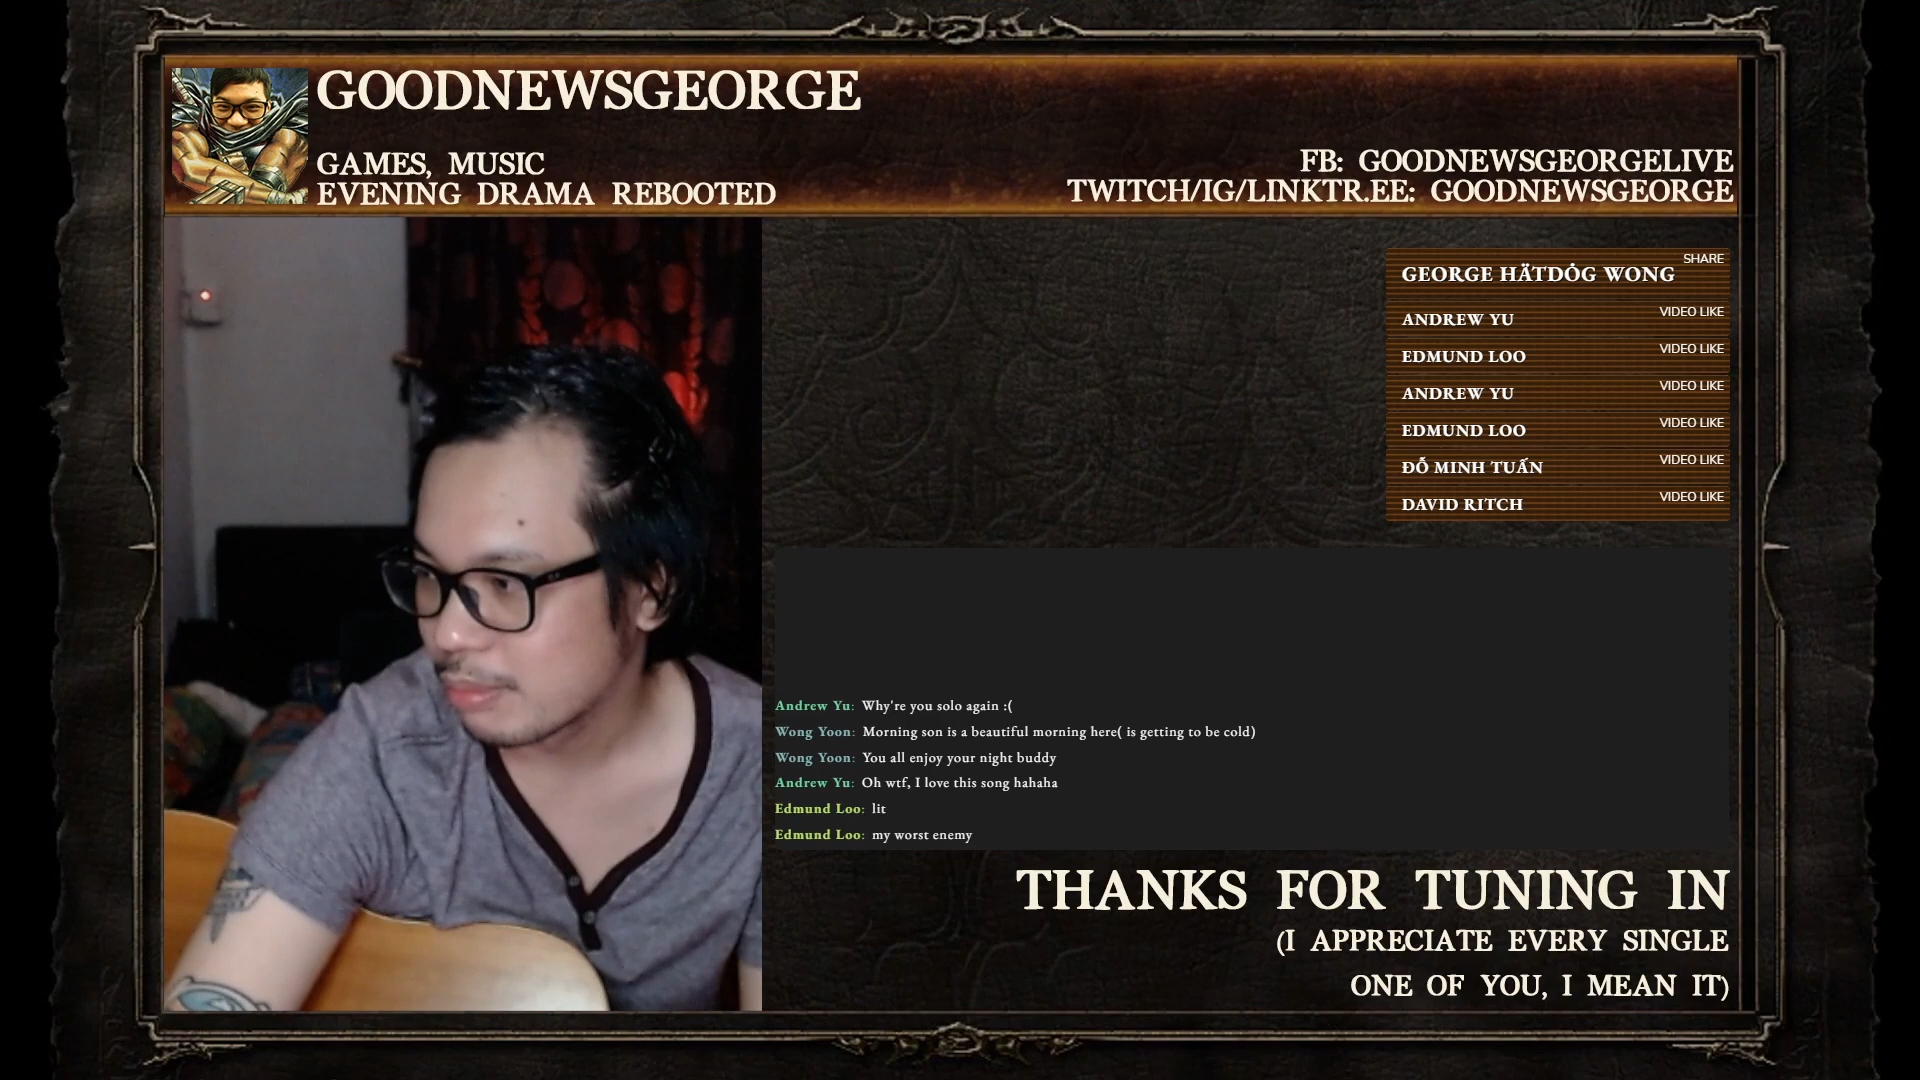 GOODNEWSGEORGE
GAMES, MUSIC
EVENING DRAMA REBOOTED
FB: GOODNEWSGEORGELIVE
TWITCH/IG/LINKTR.EE: GOODNEWSGEORGE
SHARE
GEORGE HÄTDÓG WONG
VIDEO LIKE
ANDREW YU
VIDEO LIKE
EDMUND LOO
VIDEO LIKE
ANDREW YU
VIDEO LIKE
EDMUND LOO
VIDEO LIKE
ĐỖ MINH TUẤN
VIDEO LIKE
DAVID RITCH
Andrew Yu: Why're you solo again :(
Wong Yoon: Morning son is a beautiful morning here( is getting to be cold)
Wong Yoon: You all enjoy your night buddy
Andrew Yu: Oh wtf, I love this song hahaha
Edmund Loo: lit
Edmund Loo: my worst enemy
THANKS FOR TUNING IN
(I APPRECIATE EVERY SINGLE
ONE OF YOU, I MEAN IT)